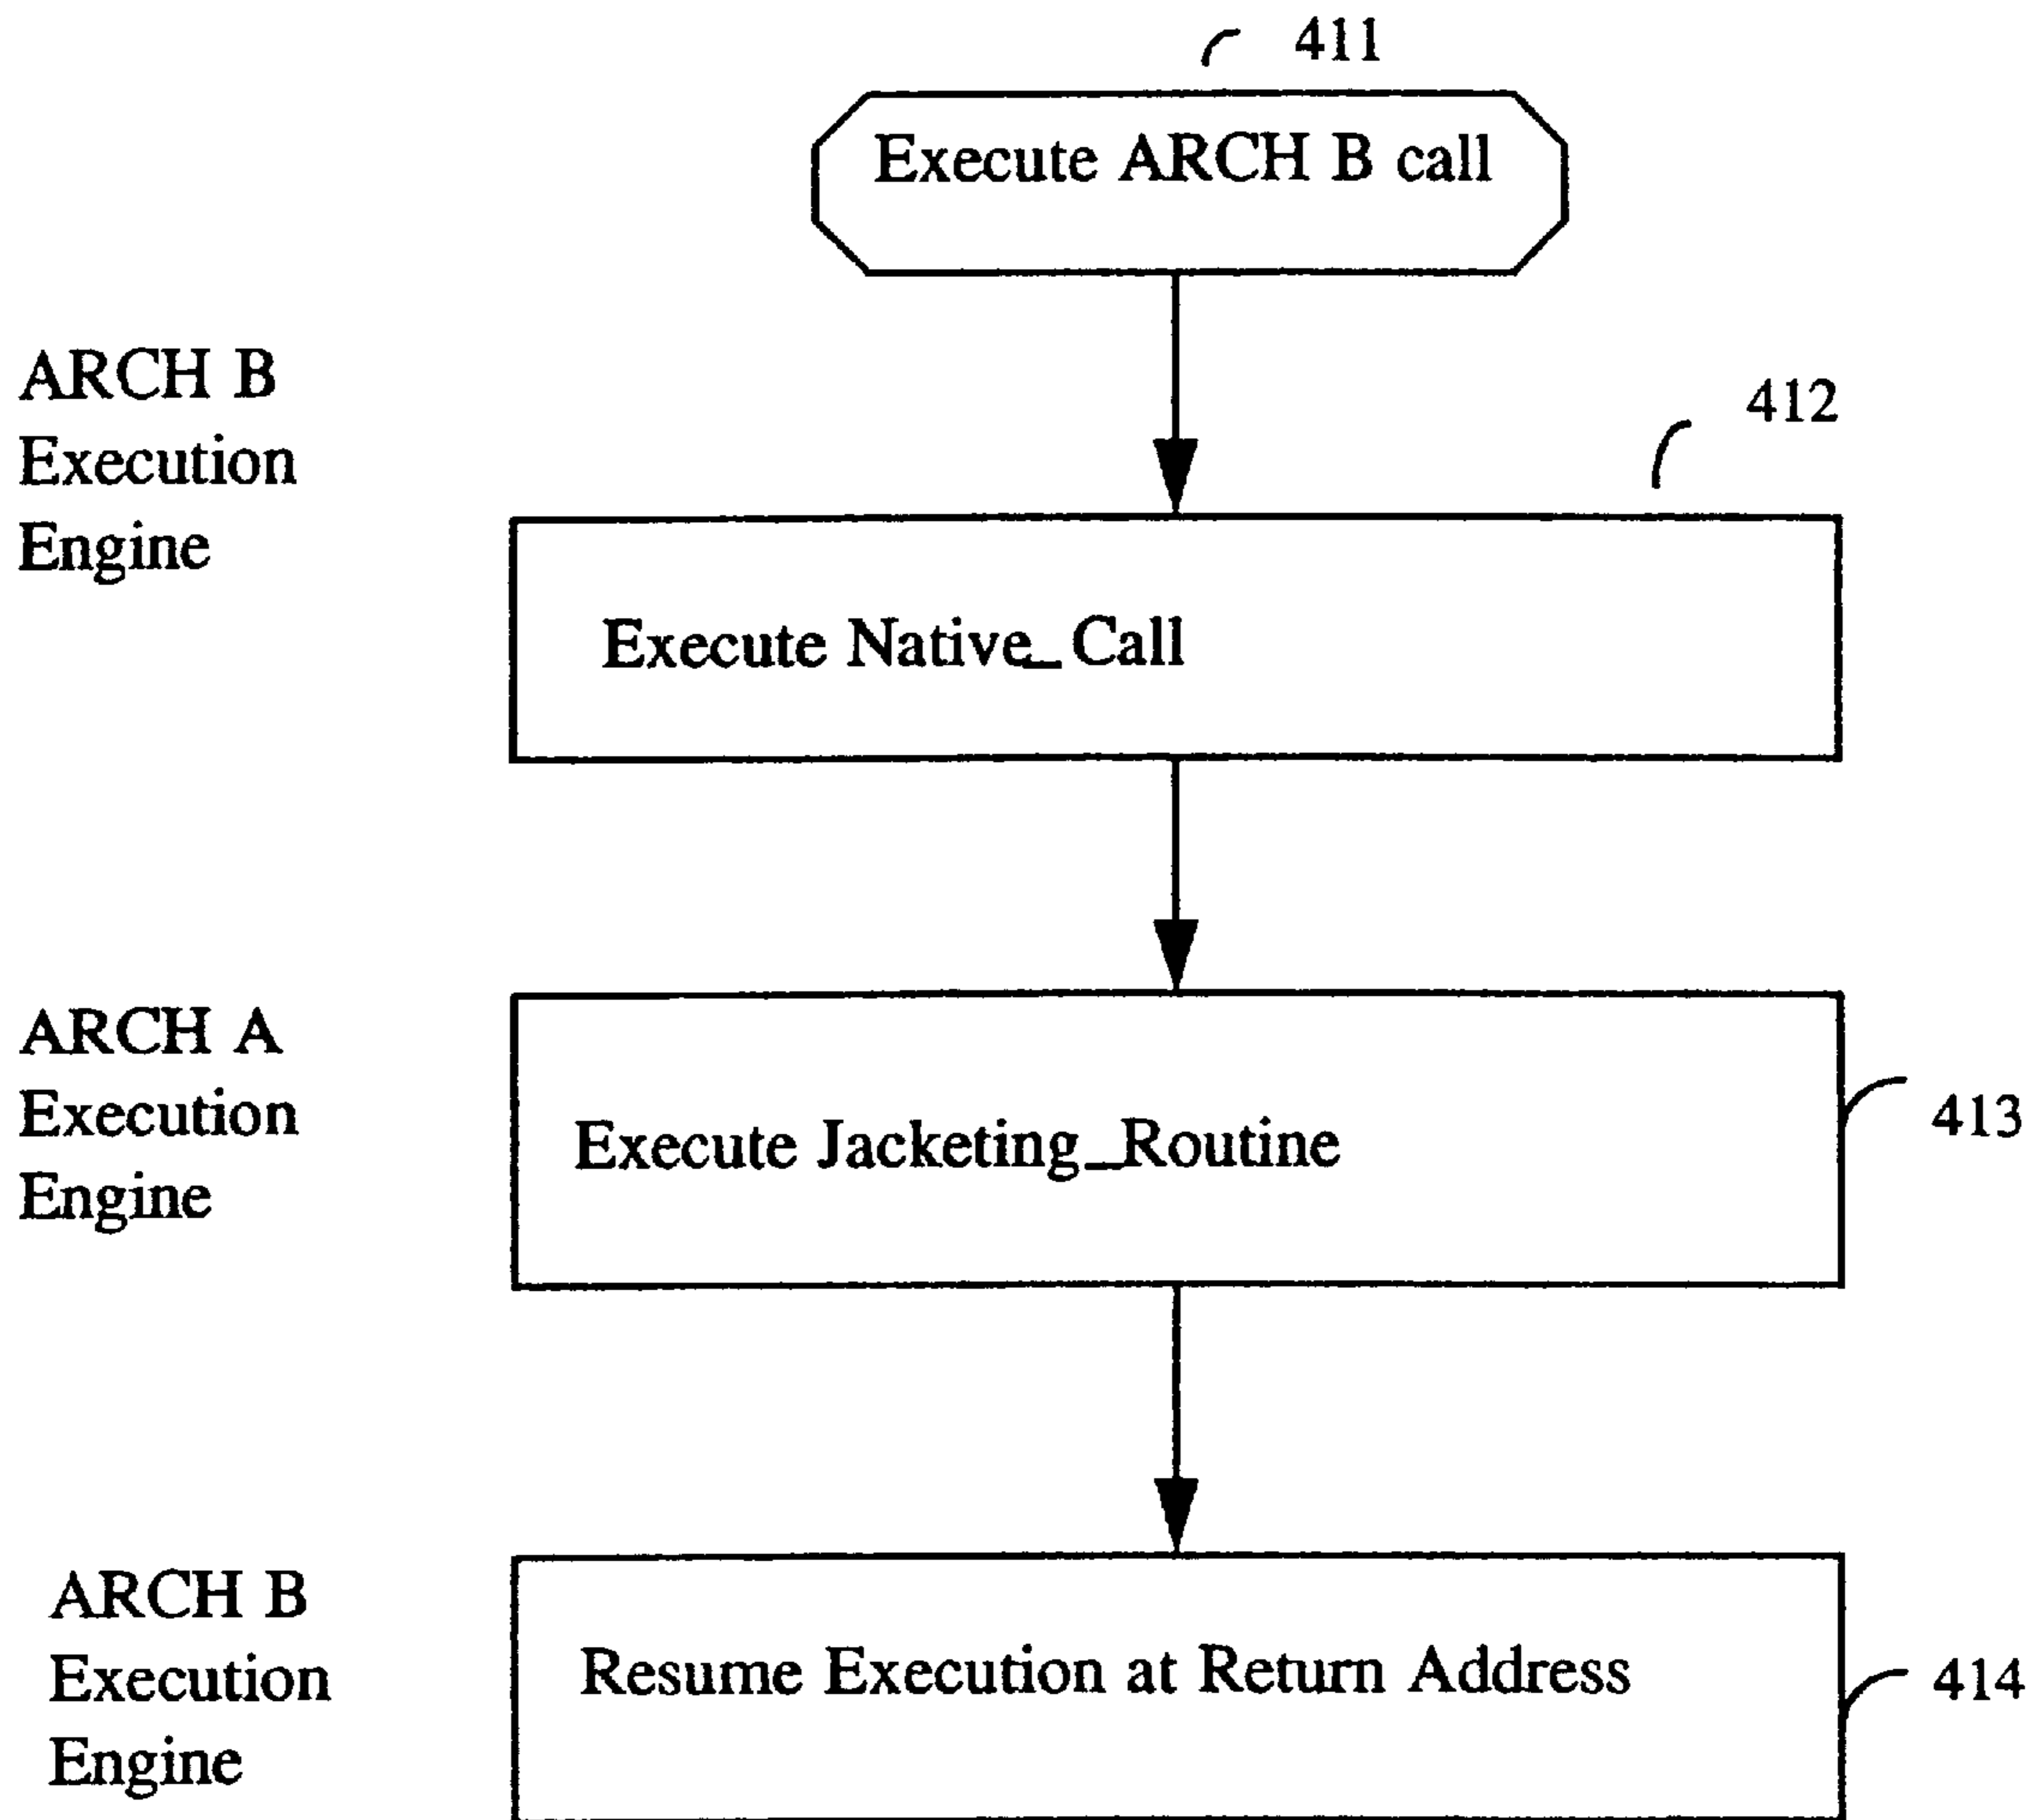 411
Execute ARCH B call
ARCH B
Execution
Engine
412
Execute Native_Call
ARCH A
Execution
Engine
Execute Jacketing_Routine
413
ARCH B
Execution
Engine
Resume Execution at Return Address
414